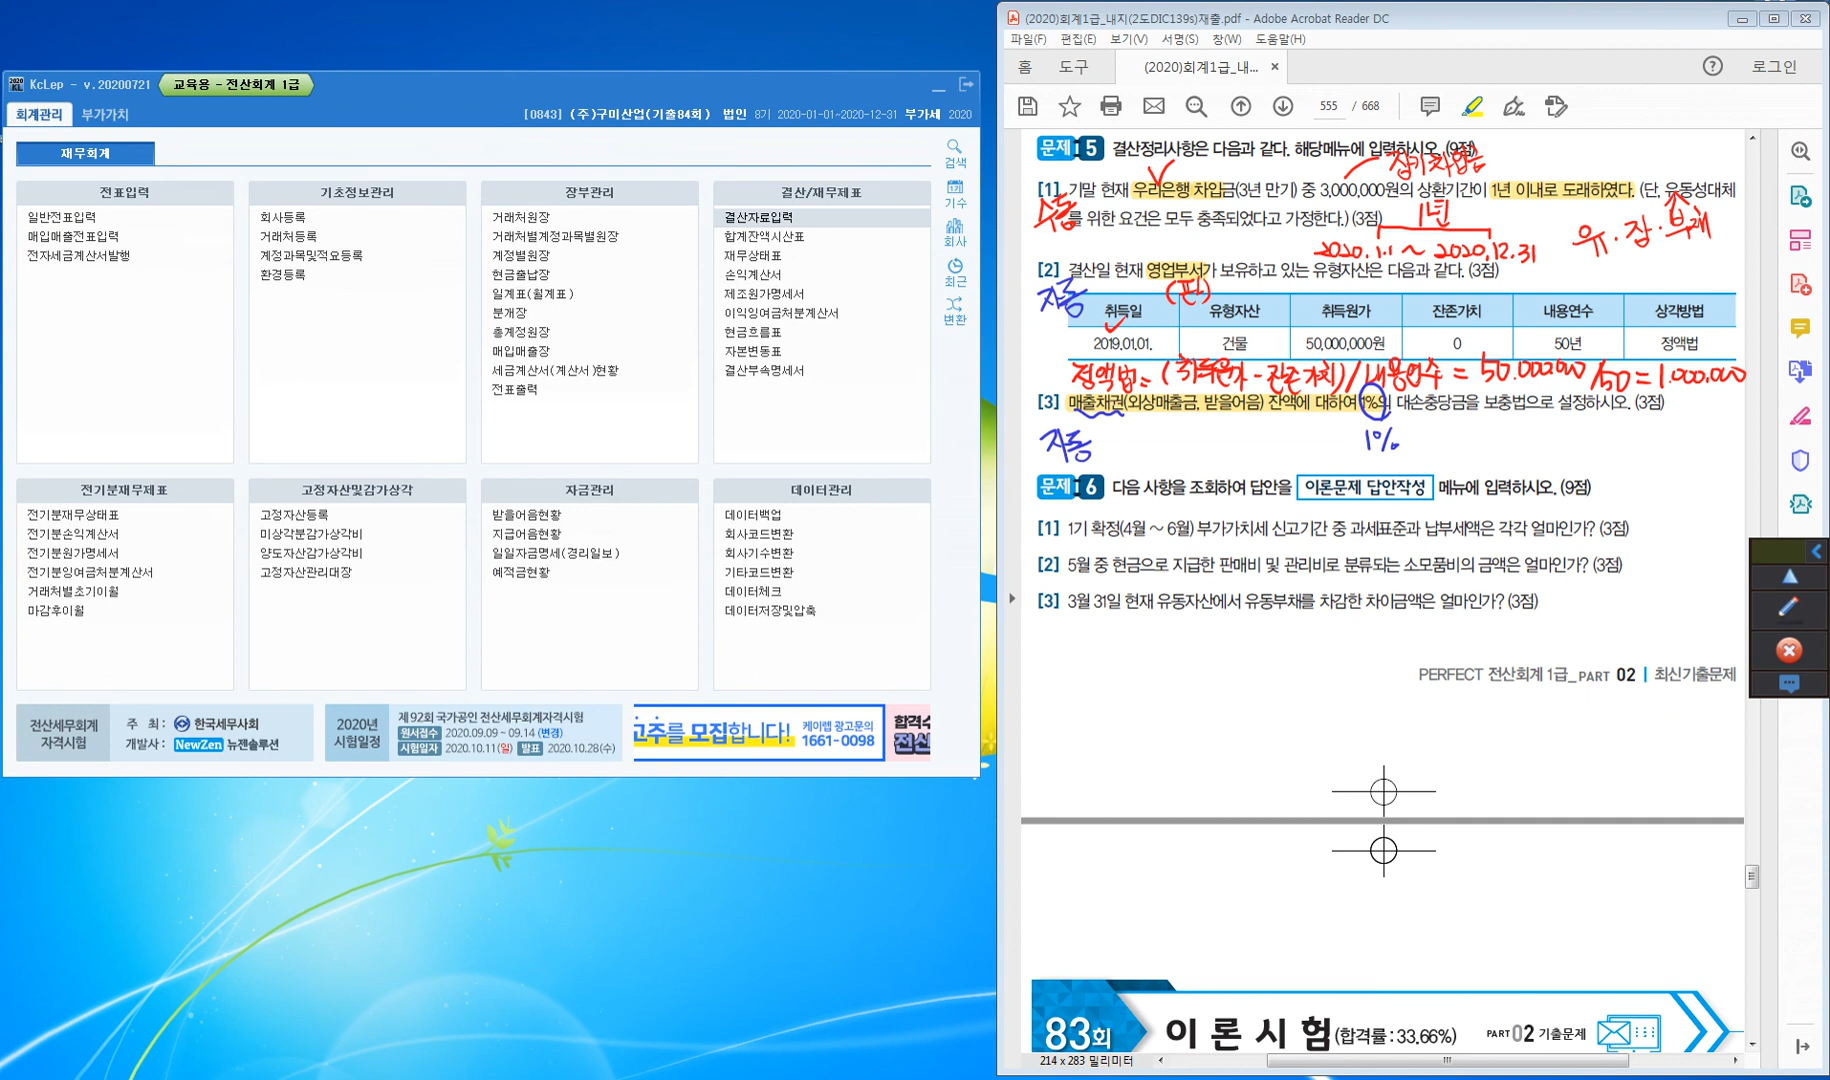 KcLep - v.20200721 교육용 - 전산회계 1급
회계관리 부가가치 [0843] (주)구미산업(기출84회) 법인 8기 2020-01-01~2020-12-31 부가세 2020
재무회계
전표입력
일반전표입력
매입매출전표입력
전자세금계산서발행
기초정보관리
회사등록
거래처등록
계정과목및적요등록
환경등록
장부관리
거래처원장
거래처별계정과목별원장
계정별원장
현금출납장
일계표(월계표)
분개장
총계정원장
매입매출장
세금계산서(계산서)현황
전표출력
결산/재무제표
결산자료입력
합계잔액시산표
재무상태표
손익계산서
제조원가명세서
이익잉여금처분계산서
현금흐름표
자본변동표
결산부속명세서
검색
기수
회사
최근
변환
전기분재무제표
전기분재무상태표
전기분손익계산서
전기분원가명세서
전기분잉여금처분계산서
거래처별초기이월
마감후이월
고정자산및감가상각
고정자산등록
미상각분감가상각비
양도자산감가상각비
고정자산관리대장
자금관리
받을어음현황
지급어음현황
일일자금명세(경리일보)
예적금현황
데이터관리
데이터백업
회사코드변환
회사기수변환
기타코드변환
데이터체크
데이터저장및압축
전산세무회계
자격시험
주 최: 한국세무사회
개발사: NewZen 뉴젠솔루션
2020년
시험일정
제92회 국가공인 전산세무회계자격시험
원서접수 2020.09.09 ~ 09.14 (변경)
시험일자 2020.10.11(일) 발표 2020.10.28(수)
고주를 모집합니다!
케이렙 광고문의
1661-0098
합격수
전산
(2020)회계1급_내지(2도DIC139s)재출.pdf - Adobe Acrobat Reader DC
파일(F) 편집(E) 보기(V) 서명(S) 창(W) 도움말(H)
홈 도구 (2020)회계1급_내... × 로그인
555 / 668
문제 5 결산정리사항은 다음과 같다. 해당메뉴에 입력하시오. (9점)
장기차입금
[1] 기말 현재 우리은행 차입금(3년 만기) 중 3,000,000원의 상환기간이 1년 이내로 도래하였다. (단, 유동성대체
를 위한 요건은 모두 충족되었다고 가정한다.) (3점)
수동
1년
유.장.부채
2020.1.1 ~ 2020.12.31
[2] 결산일 현재 영업부서가 보유하고 있는 유형자산은 다음과 같다. (3점)
자동
(판)
취득일 유형자산 취득원가 잔존가치 내용연수 상각방법
2019.01.01. 건물 50,000,000원 0 50년 정액법
정액법 = (취득원가 - 잔존가치) / 내용연수 = 50.000000 /50 = 1.000.000
[3] 매출채권(외상매출금, 받을어음) 잔액에 대하여 1%의 대손충당금을 보충법으로 설정하시오. (3점)
자동
1%
문제 6 다음 사항을 조회하여 답안을 이론문제 답안작성 메뉴에 입력하시오. (9점)
[1] 1기 확정(4월 ~ 6월) 부가가치세 신고기간 중 과세표준과 납부세액은 각각 얼마인가? (3점)
[2] 5월 중 현금으로 지급한 판매비 및 관리비로 분류되는 소모품비의 금액은 얼마인가? (3점)
[3] 3월 31일 현재 유동자산에서 유동부채를 차감한 차이금액은 얼마인가? (3점)
PERFECT 전산회계 1급_PART 02 | 최신기출문제
83회 이론시험(합격률 : 33.66%) PART 02 기출문제
214 x 283 밀리미터